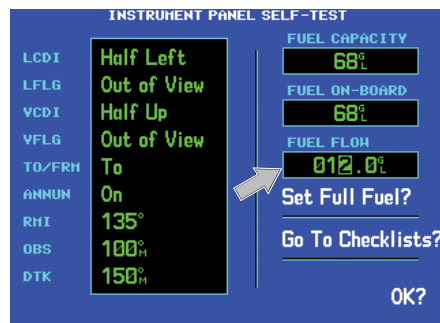 INSTRUMENT PANEL SELF-TEST
LCDI Half Left
LFLG Out of View
VCDI Half Up
VFLG Out of View
TO/FRM To
ANNUN On
RMI 135°
OBS 100°M
DTK 150°M
FUEL CAPACITY
68GL
FUEL ON-BOARD
68GL
FUEL FLOW
012.0GL
Set Full Fuel?
Go To Checklists?
OK?